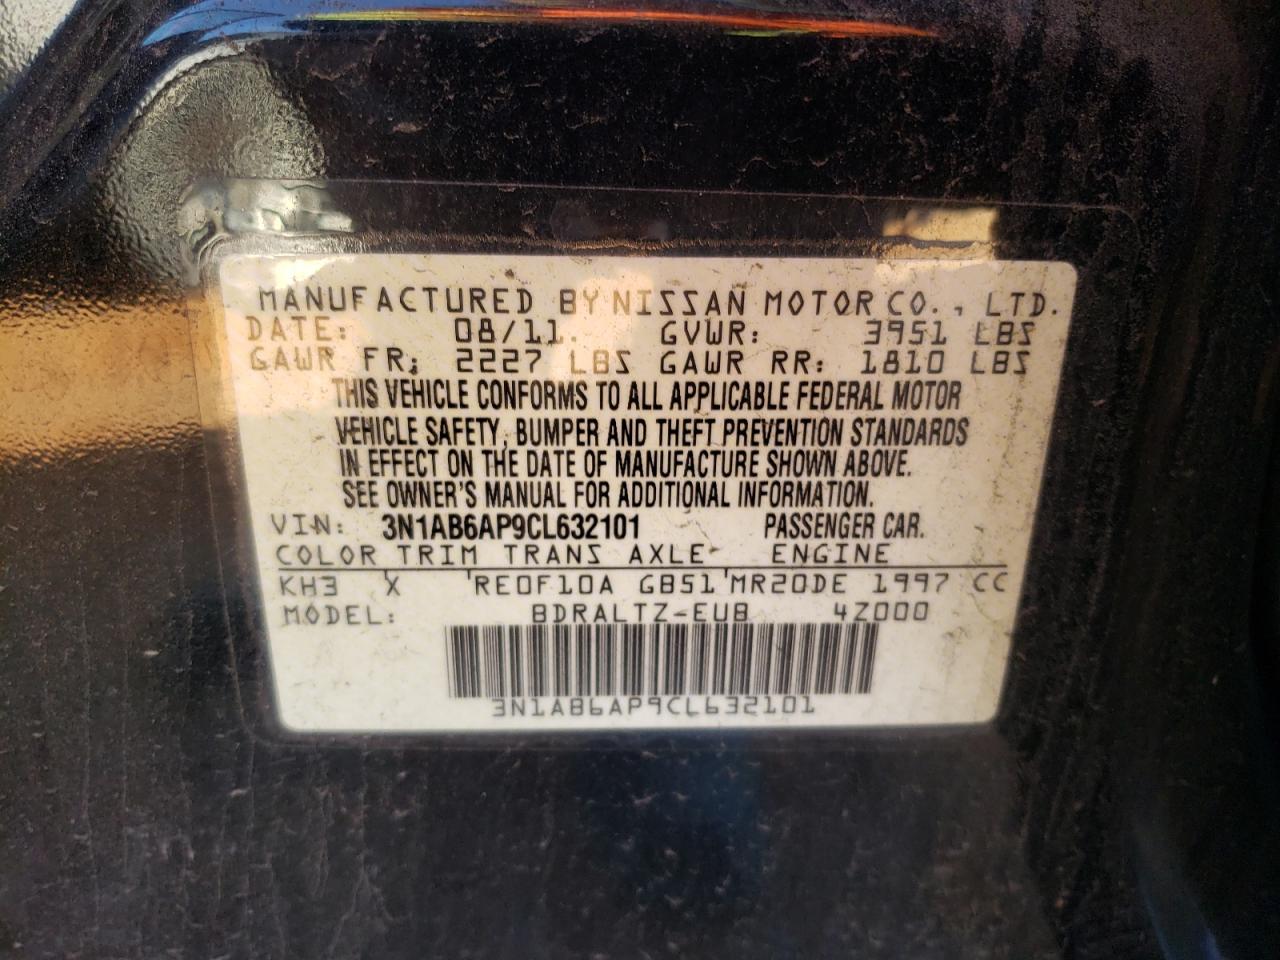 MANUFACTURED BY NISSAN MOTOR CO., LTD.
DATE: 08/11. GVWR: 3951 LBS
GAWR FR: 2227 LBS GAWR RR: 1810 LBS
THIS VEHICLE CONFORMS TO ALL APPLICABLE FEDERAL MOTOR
VEHICLE SAFETY, BUMPER AND THEFT PREVENTION STANDARDS
IN EFFECT ON THE DATE OF MANUFACTURE SHOWN ABOVE.
SEE OWNER'S MANUAL FOR ADDITIONAL INFORMATION.
VIN: 3N1AB6AP9CL632101 PASSENGER CAR.
COLOR TRIM TRANS AXLE ENGINE
KH3 X RE0F10A GB51 MR20DE 1997 CC
MODEL: BDRALTZ-EUB 4Z000
3N1AB6AP9CL632101